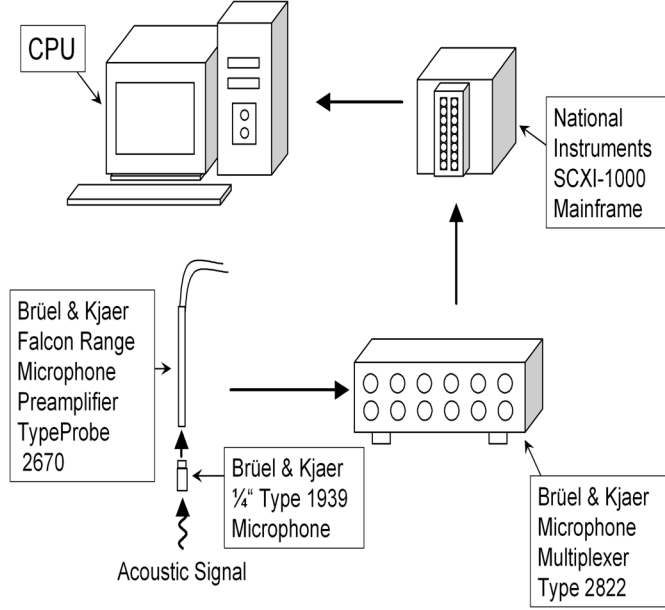 CPU
National
Instruments
SCXI-1000
Mainframe
Brüel & Kjaer
Falcon Range
Microphone
Preamplifier
TypeProbe
2670
Brüel & Kjaer
¼“ Type 1939
Microphone
Acoustic Signal
Brüel & Kjaer
Microphone
Multiplexer
Type 2822